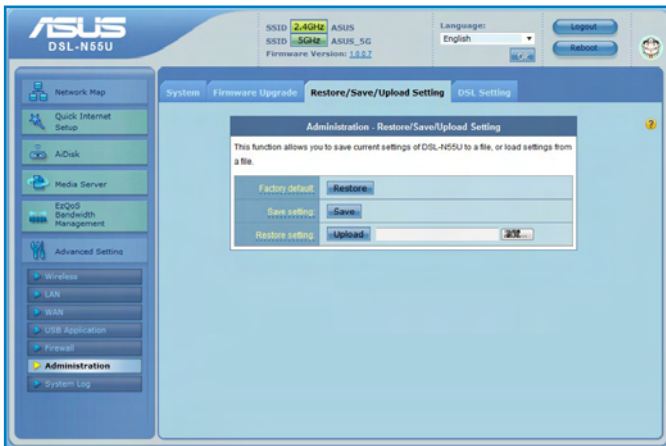 ASUS
DSL-N55U
SSID 2.4GHz ASUS
SSID 5GHz ASUS_5G
Firmware Version: 1.0.0.7
Language:
English
Logout
Reboot
Network Map
Quick Internet
Setup
AiDisk
Media Server
EzQoS
Bandwidth
Management
Advanced Setting
Wireless
LAN
WAN
USB Application
Firewall
Administration
System Log
System
Firmware Upgrade
Restore/Save/Upload Setting
DSL Setting
Administration - Restore/Save/Upload Setting
This function allows you to save current settings of DSL-N55U to a file, or load settings from
a file.
Factory default: Restore
Save setting: Save
Restore setting: Upload